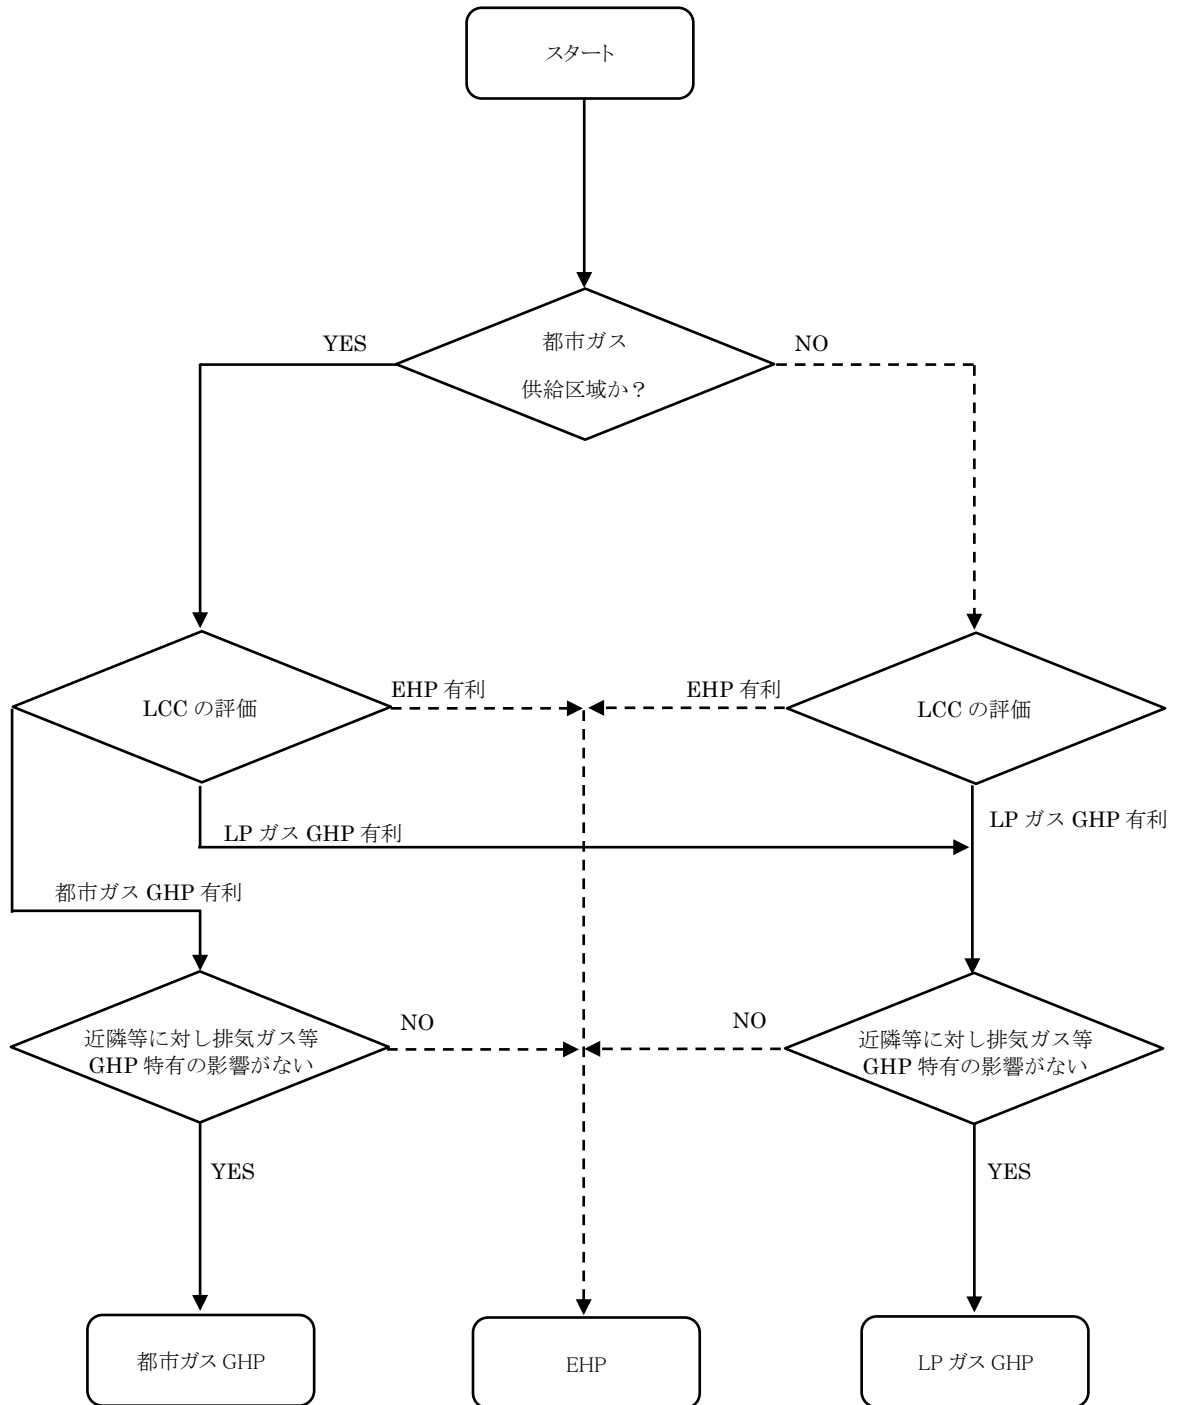 スタート
YES
都市ガス
供給区域か？
NO
LCC の評価
EHP 有利
EHP 有利
LCC の評価
LP ガス GHP 有利
LP ガス GHP 有利
都市ガス GHP 有利
近隣等に対し排気ガス等
GHP 特有の影響がない
NO
NO
近隣等に対し排気ガス等
GHP 特有の影響がない
YES
YES
都市ガス GHP
EHP
LP ガス GHP